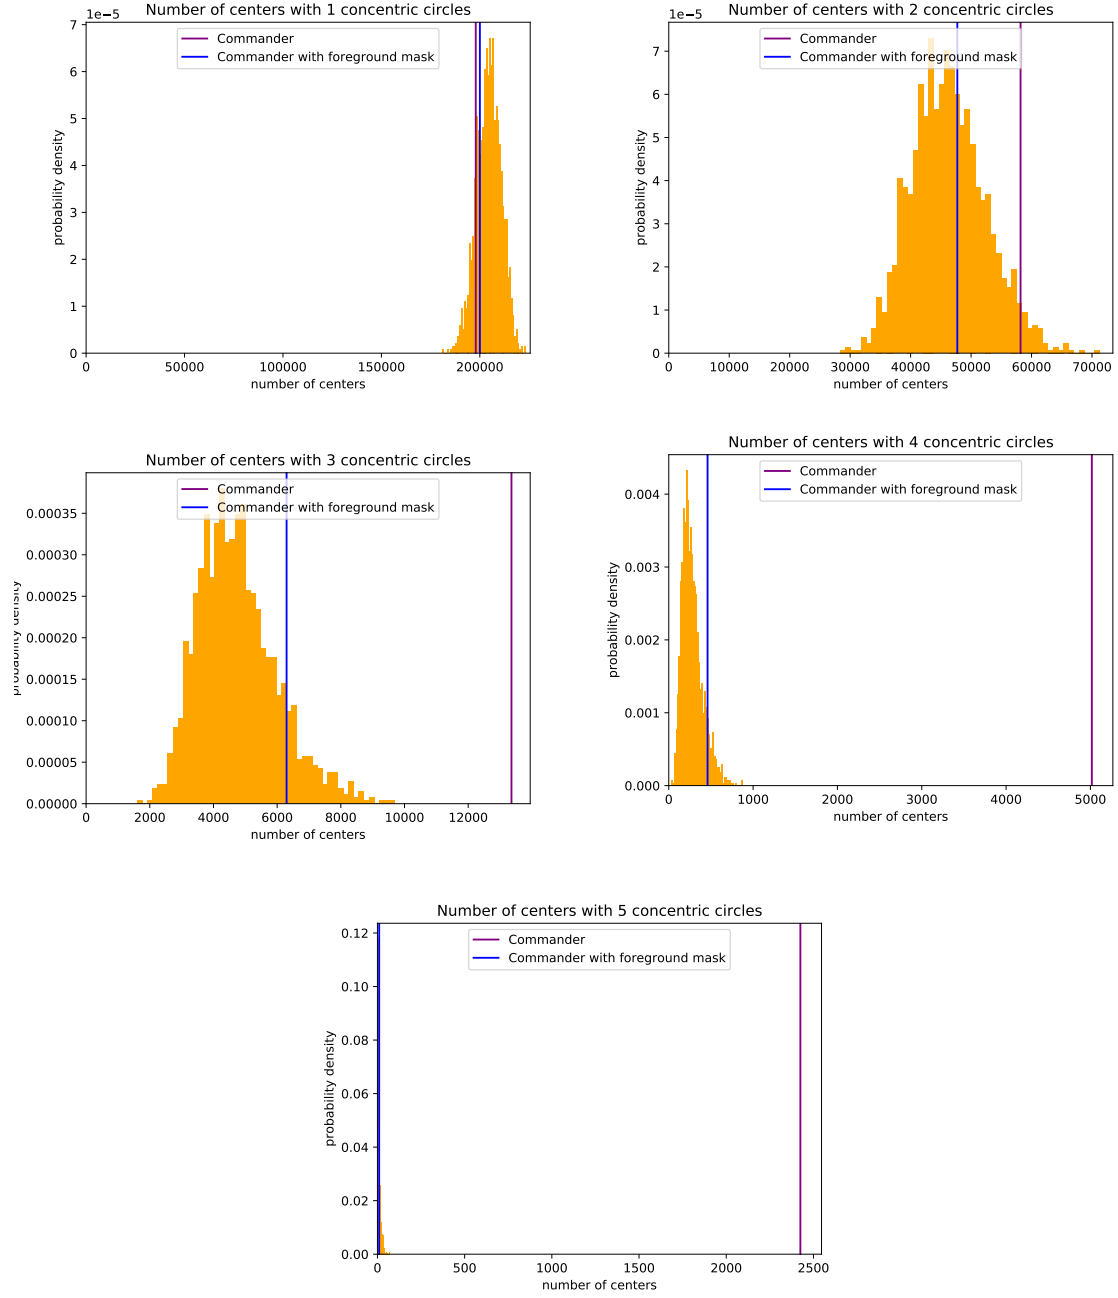 Number of centers with 1 concentric circles
1e−5
Commander
Commander with foreground mask
7
6
5
4
3
2
1
0
probability density
0 50000 100000 150000 200000
number of centers
Number of centers with 2 concentric circles
1e−5
Commander
Commander with foreground mask
7
6
5
4
3
2
1
0
probability density
0 10000 20000 30000 40000 50000 60000 70000
number of centers
Number of centers with 3 concentric circles
Commander
Commander with foreground mask
0.00035
0.00030
0.00025
0.00020
0.00015
0.00010
0.00005
0.00000
probability density
0 2000 4000 6000 8000 10000 12000
number of centers
Number of centers with 4 concentric circles
Commander
Commander with foreground mask
0.004
0.003
0.002
0.001
0.000
probability density
0 1000 2000 3000 4000 5000
number of centers
Number of centers with 5 concentric circles
Commander
Commander with foreground mask
0.12
0.10
0.08
0.06
0.04
0.02
0.00
probability density
0 500 1000 1500 2000 2500
number of centers